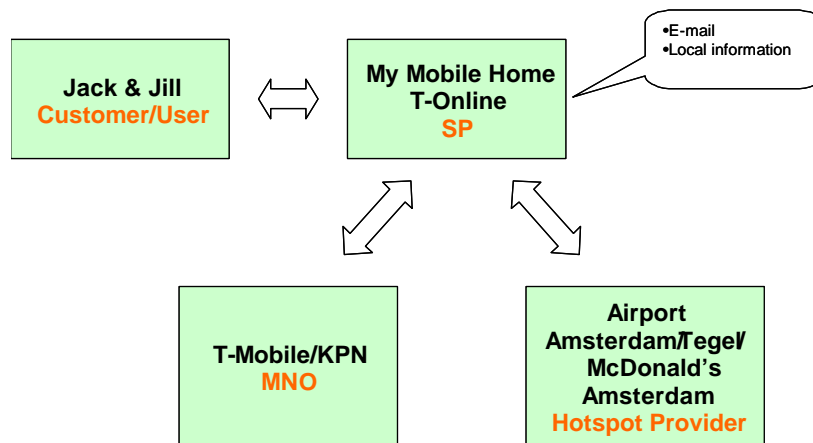 •E-mail
•Local information
Jack & Jill
Customer/User
My Mobile Home
T-Online
SP
T-Mobile/KPN
MNO
Airport
Amsterdam/Tegel/
McDonald's
Amsterdam
Hotspot Provider